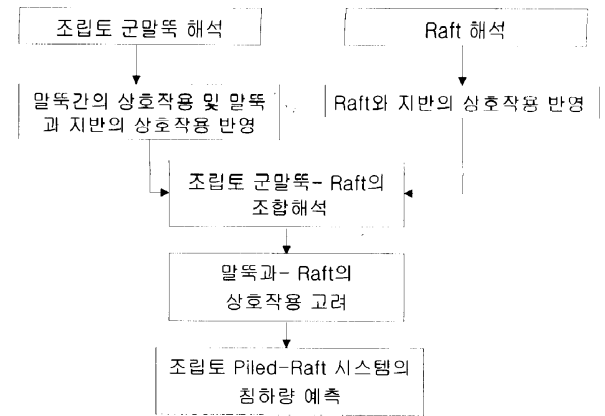 조립토 군말뚝 해석
Raft 해석
말뚝간의 상호작용 및 말뚝
과 지반의 상호작용 반영
Raft와 지반의 상호작용 반영
조립토 군말뚝- Raft의
조합해석
말뚝과- Raft의
상호작용 고려
조립토 Piled-Raft 시스템의
침하량 예측